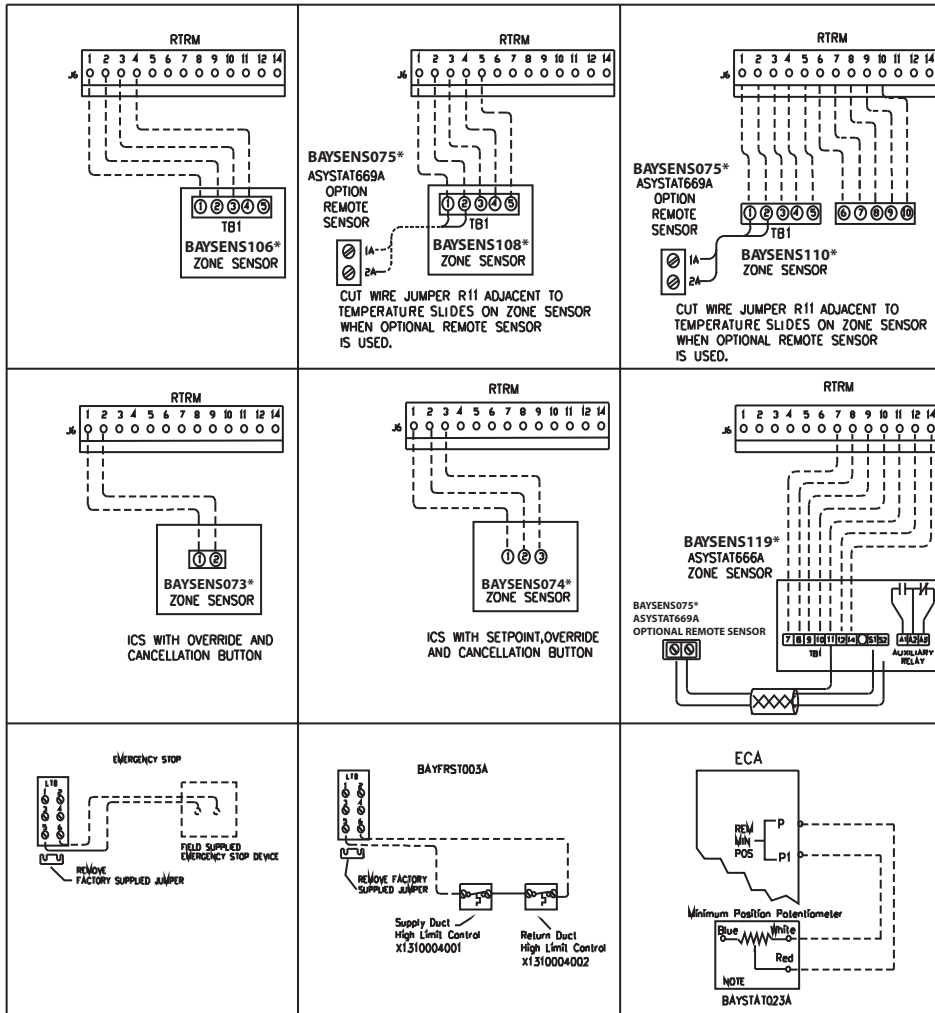 RTRM
1 2 3 4 5 6 7 8 9 10 11 12 14
J6
1 2 3 4 5
TB1
BAYSENS106*
ZONE SENSOR
RTRM
1 2 3 4 5 6 7 8 9 10 11 12 14
J6
BAYSENS075*
ASYSTAT669A
OPTION
REMOTE
SENSOR
1 2 3 4 5
TB1
1A
2A
BAYSENS108*
ZONE SENSOR
CUT WIRE JUMPER R11 ADJACENT TO
TEMPERATURE SLIDES ON ZONE SENSOR
WHEN OPTIONAL REMOTE SENSOR
IS USED.
RTRM
1 2 3 4 5 6 7 8 9 10 11 12 14
J6
BAYSENS075*
ASYSTAT669A
OPTION
REMOTE
SENSOR
1 2 3 4 5
6 7 8 9 10
TB1
1A
2A
BAYSENS110*
ZONE SENSOR
CUT WIRE JUMPER R11 ADJACENT TO
TEMPERATURE SLIDES ON ZONE SENSOR
WHEN OPTIONAL REMOTE SENSOR
IS USED.
RTRM
1 2 3 4 5 6 7 8 9 10 11 12 14
J6
1 2
BAYSENS073*
ZONE SENSOR
ICS WITH OVERRIDE AND
CANCELLATION BUTTON
RTRM
1 2 3 4 5 6 7 8 9 10 11 12 14
J6
1 2 3
BAYSENS074*
ZONE SENSOR
ICS WITH SETPOINT,OVERRIDE
AND CANCELLATION BUTTON
RTRM
1 2 3 4 5 6 7 8 9 10 11 12 14
J6
BAYSENS119*
ASYSTAT666A
ZONE SENSOR
BAYSENS075*
ASYSTAT669A
OPTIONAL REMOTE SENSOR
7 8 9 10 11 12 14 S1 S2
TB1
A1 A2 A3
AUXILIARY
RELAY
EMERGENCY STOP
LTB
1 2
3 4
5 6
FIELD SUPPLIED
EMERGENCY STOP DEVICE
REMOVE
FACTORY SUPPLIED JUMPER
BAYFRST003A
LTB
1 2
3 4
5 6
REMOVE FACTORY
SUPPLIED JUMPER
Supply Duct
High Limit Control
X1310004001
Return Duct
High Limit Control
X1310004002
ECA
REM
MIN
POS
P
P1
Minimum Position Potentiometer
Blue
White
Red
NOTE
BAYSTAT023A